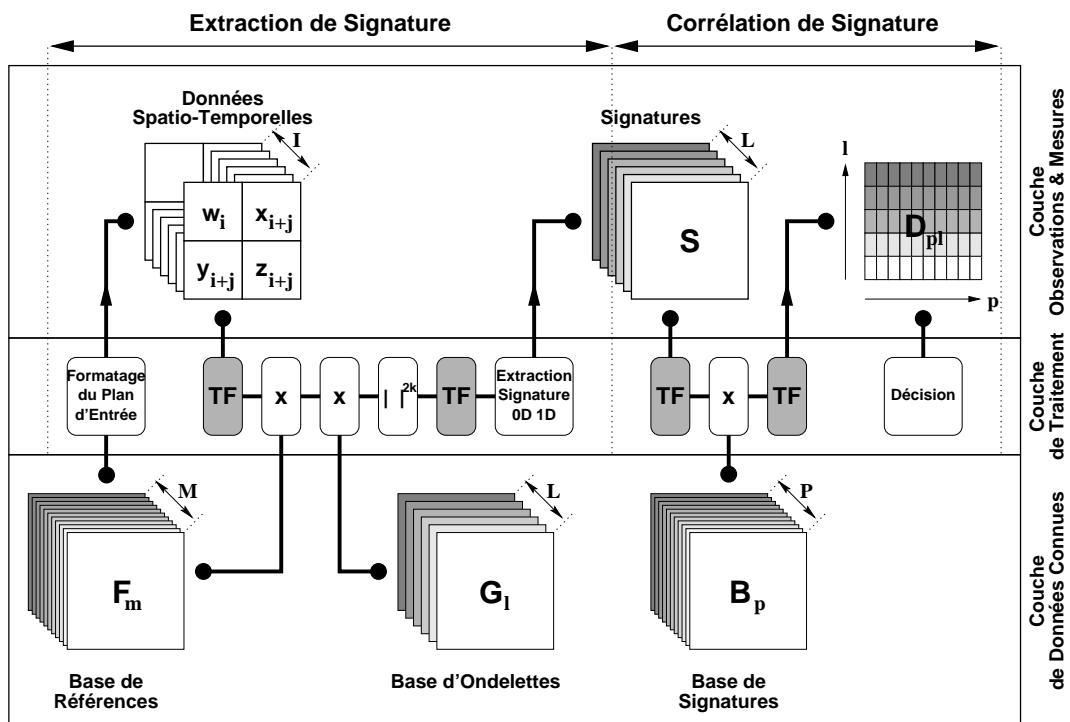 Extraction de Signature
Corrélation de Signature
Données
Spatio-Temporelles
I
w_i
x_{i+j}
y_{i+j}
z_{i+j}
Signatures
L
S
l
D_{pl}
p
Couche
Observations & Mesures
Formatage
du Plan
d'Entrée
TF
x
x
| |^{2k}
TF
Extraction
Signature
0D 1D
TF
x
TF
Décision
Couche
de Traitement
M
F_m
Base de
Références
L
G_l
Base d'Ondelettes
P
B_p
Base de
Signatures
Couche
de Données Connues